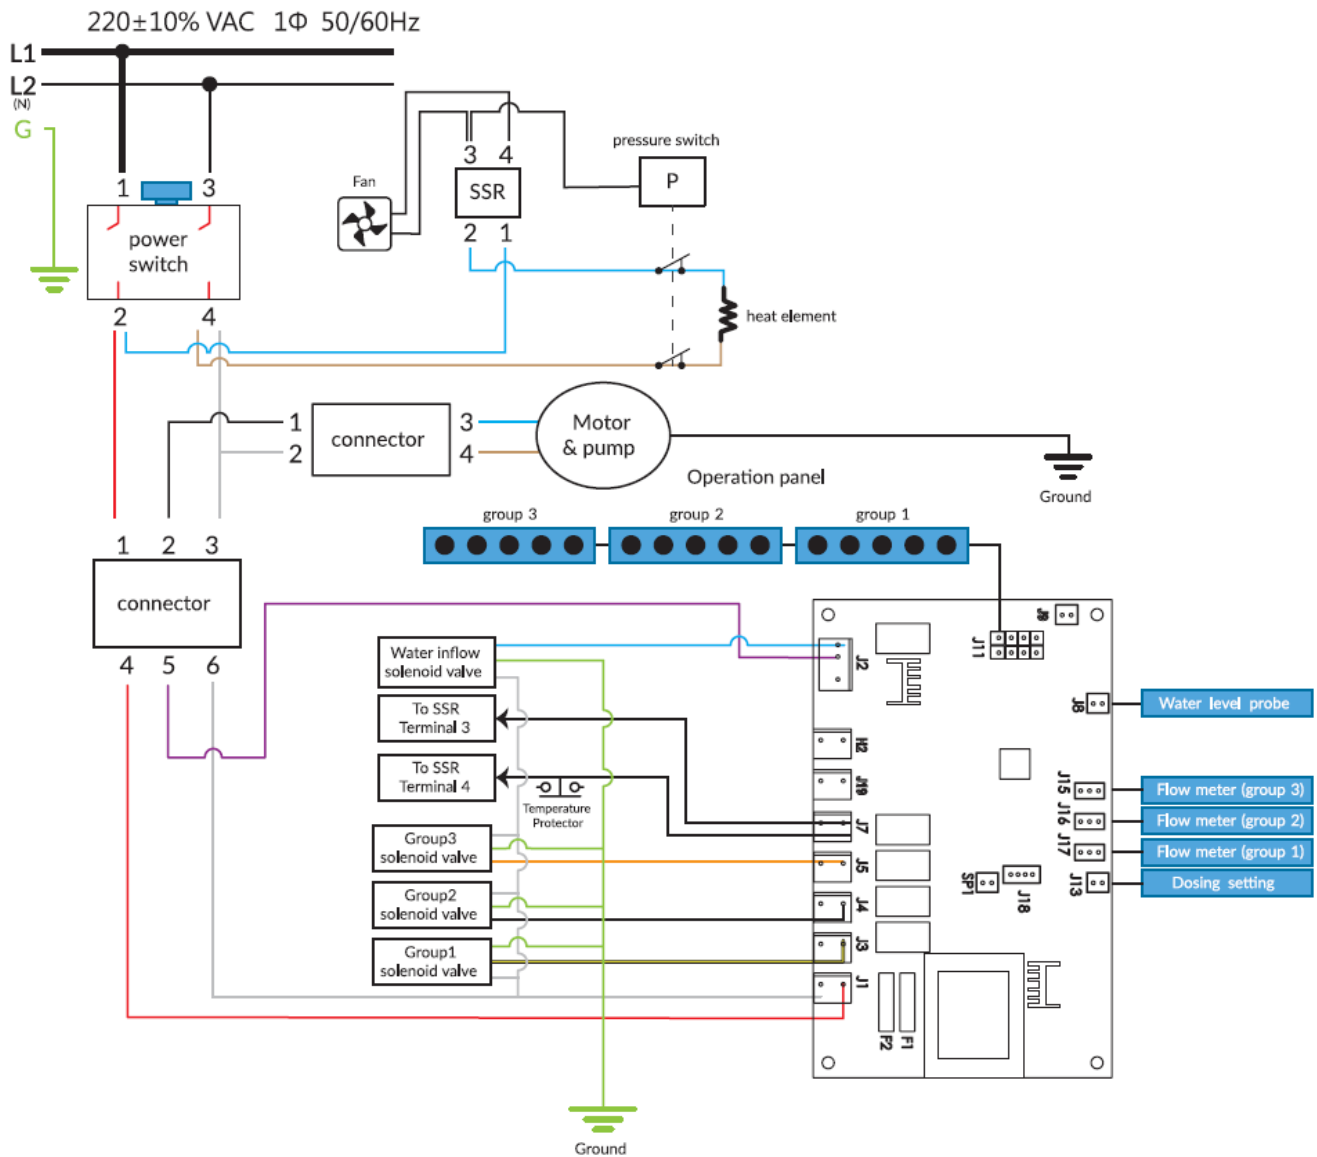 220±10% VAC 1Φ 50/60Hz
L1
L2
(N)
G
1
3
power
switch
2
4
Fan
3
4
SSR
2
1
pressure switch
P
heat element
1
2
connector
3
4
Motor
& pump
Ground
Operation panel
group 3
group 2
group 1
1
2
3
connector
4
5
6
Water inflow
solenoid valve
To SSR
Terminal 3
To SSR
Terminal 4
Temperature
Protector
Group3
solenoid valve
Group2
solenoid valve
Group1
solenoid valve
Ground
J9
J11
J2
J8
H2
J19
J7
J5
J4
J3
J1
J15
J16
J17
J13
SP1
J18
F2
F1
Water level probe
Flow meter (group 3)
Flow meter (group 2)
Flow meter (group 1)
Dosing setting